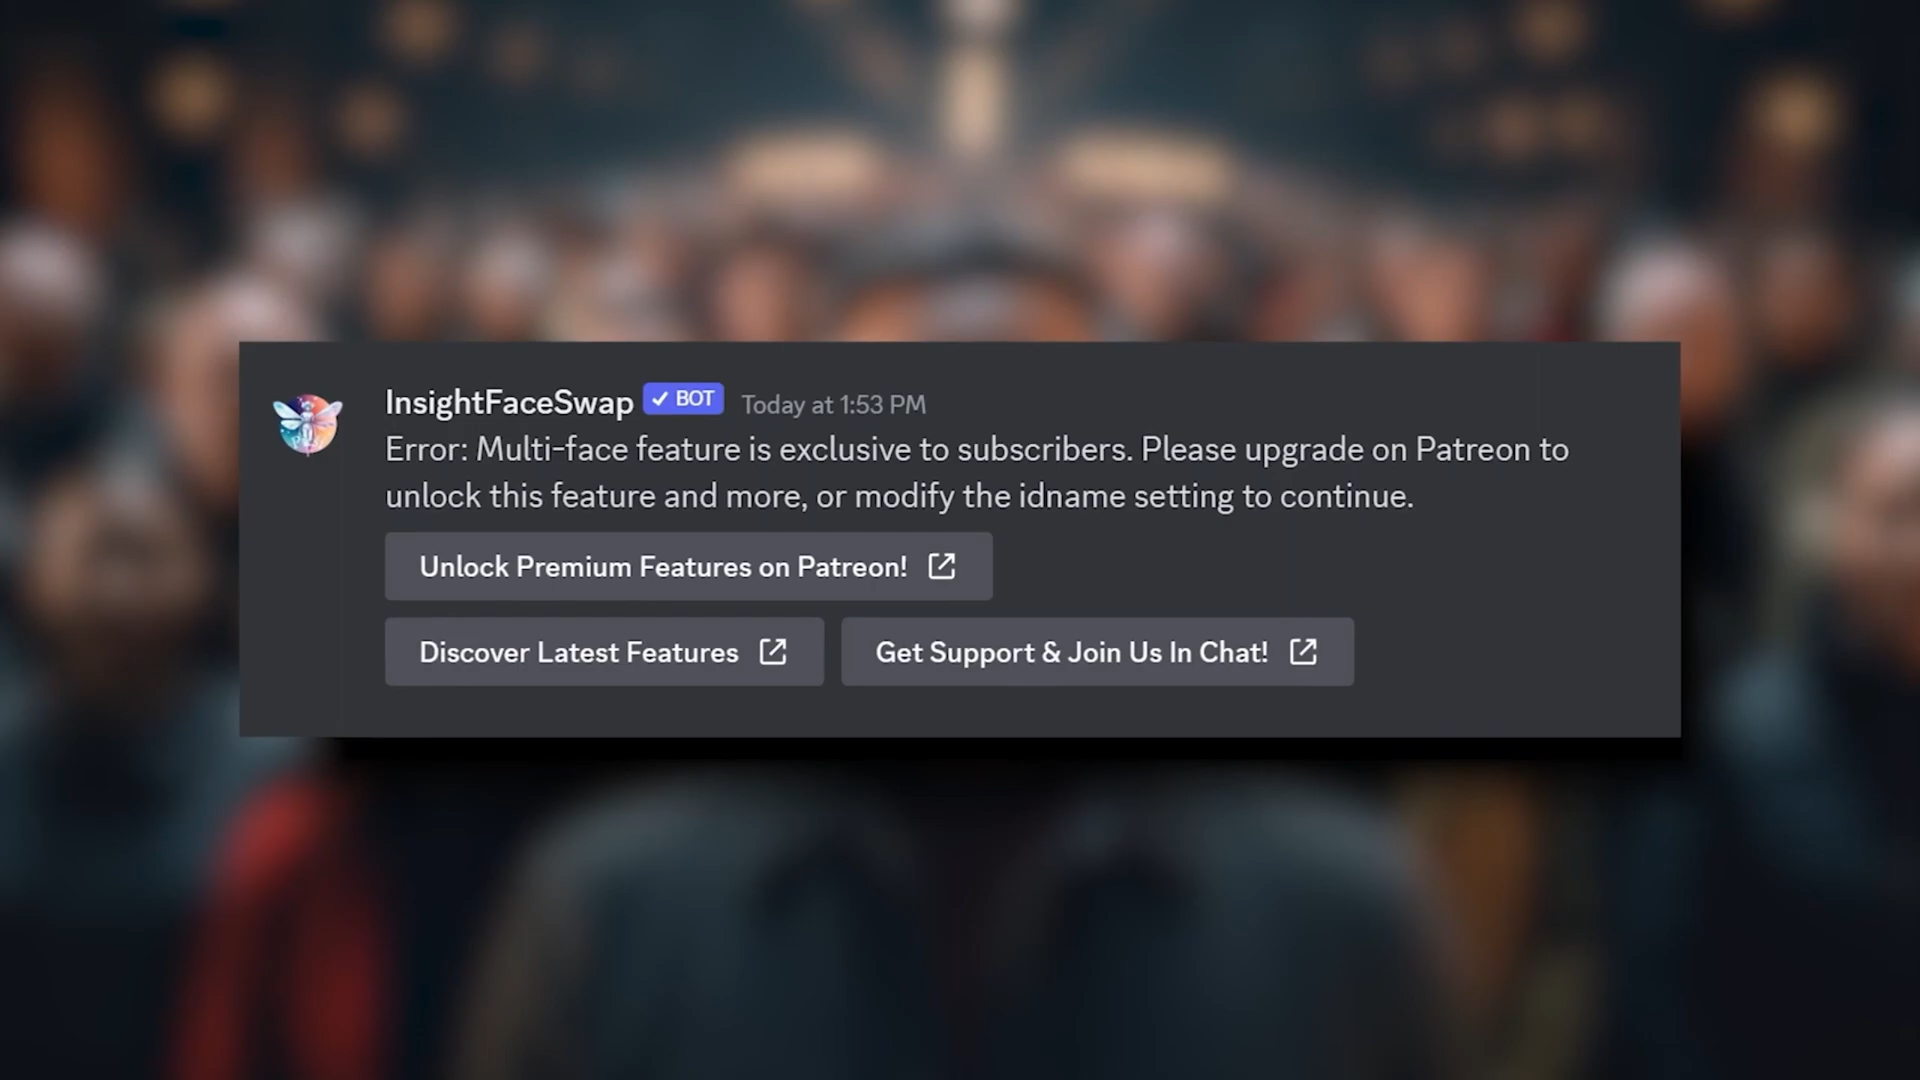 InsightFaceSwap ✓ BOT Today at 1:53 PM
Error: Multi-face feature is exclusive to subscribers. Please upgrade on Patreon to
unlock this feature and more, or modify the idname setting to continue.
Unlock Premium Features on Patreon!
Discover Latest Features Get Support & Join Us In Chat!